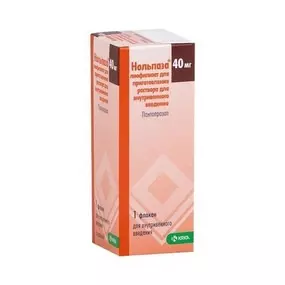 Нольпаза® 40 мг
лиофилизат для
приготовления
раствора для
внутривенного
введения
Пантопразол
1 флакон
для внутривенного
введения
KRKA